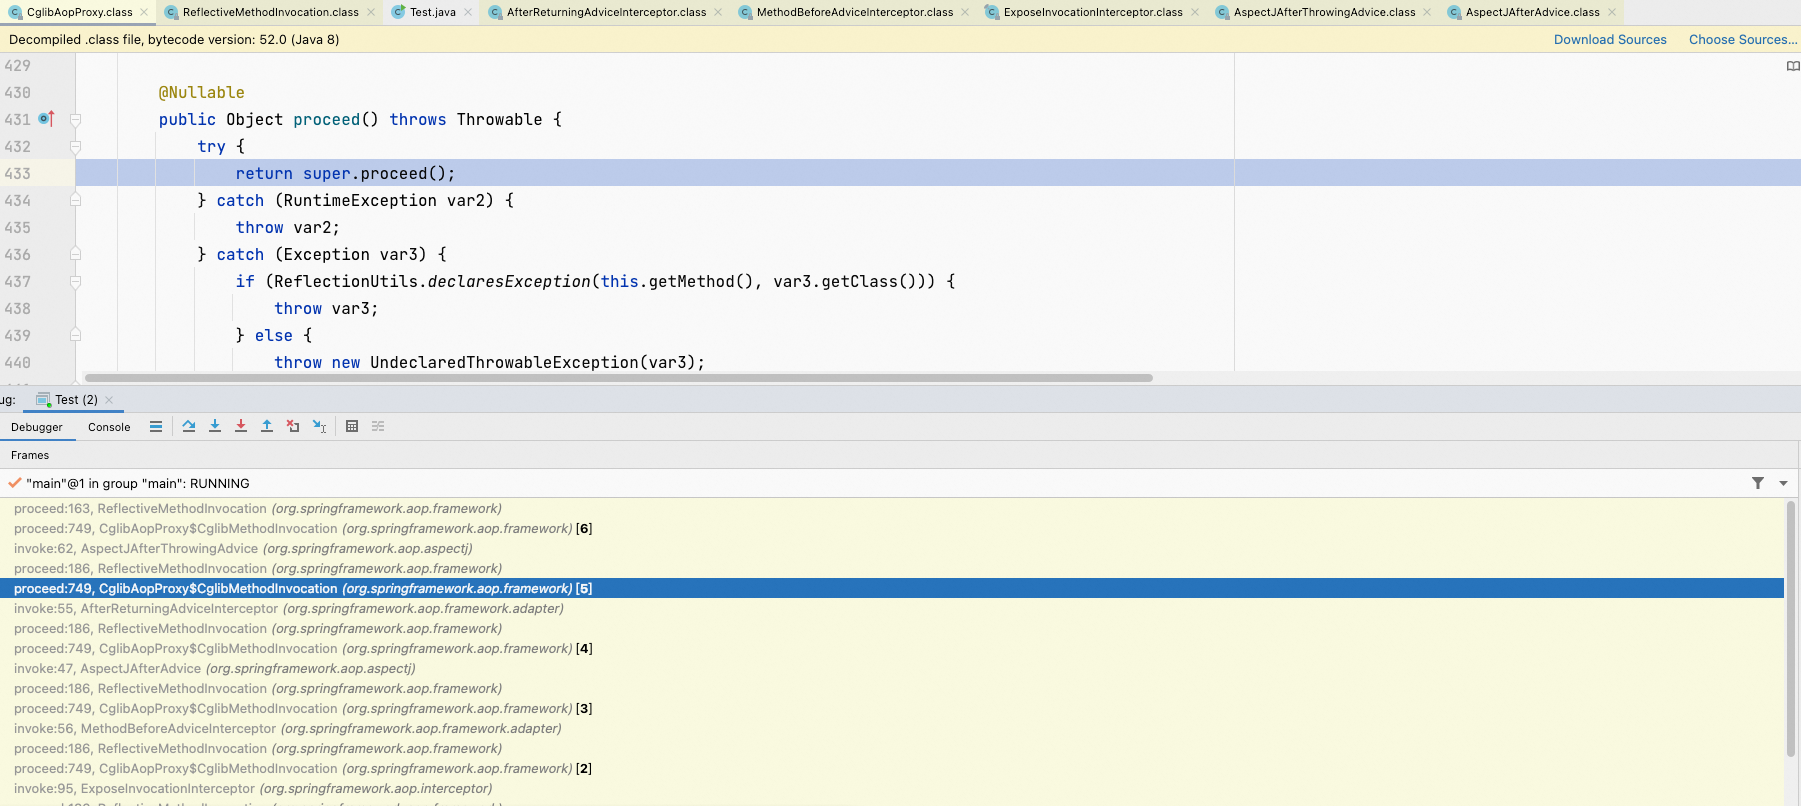 CglibAopProxy.class ReflectiveMethodInvocation.class Test.java AfterReturningAdviceInterceptor.class MethodBeforeAdviceInterceptor.class ExposeInvocationInterceptor.class AspectJAfterThrowingAdvice.class AspectJAfterAdvice.class
Decompiled .class file, bytecode version: 52.0 (Java 8) Download Sources Choose Sources...
429
430 @Nullable
431 public Object proceed() throws Throwable {
432 try {
433 return super.proceed();
434 } catch (RuntimeException var2) {
435 throw var2;
436 } catch (Exception var3) {
437 if (ReflectionUtils.declaresException(this.getMethod(), var3.getClass())) {
438 throw var3;
439 } else {
440 throw new UndeclaredThrowableException(var3);
ug: Test (2)
Debugger Console
Frames
"main"@1 in group "main": RUNNING
proceed:163, ReflectiveMethodInvocation (org.springframework.aop.framework)
proceed:749, CglibAopProxy$CglibMethodInvocation (org.springframework.aop.framework) [6]
invoke:62, AspectJAfterThrowingAdvice (org.springframework.aop.aspectj)
proceed:186, ReflectiveMethodInvocation (org.springframework.aop.framework)
proceed:749, CglibAopProxy$CglibMethodInvocation (org.springframework.aop.framework) [5]
invoke:55, AfterReturningAdviceInterceptor (org.springframework.aop.framework.adapter)
proceed:186, ReflectiveMethodInvocation (org.springframework.aop.framework)
proceed:749, CglibAopProxy$CglibMethodInvocation (org.springframework.aop.framework) [4]
invoke:47, AspectJAfterAdvice (org.springframework.aop.aspectj)
proceed:186, ReflectiveMethodInvocation (org.springframework.aop.framework)
proceed:749, CglibAopProxy$CglibMethodInvocation (org.springframework.aop.framework) [3]
invoke:56, MethodBeforeAdviceInterceptor (org.springframework.aop.framework.adapter)
proceed:186, ReflectiveMethodInvocation (org.springframework.aop.framework)
proceed:749, CglibAopProxy$CglibMethodInvocation (org.springframework.aop.framework) [2]
invoke:95, ExposeInvocationInterceptor (org.springframework.aop.interceptor)